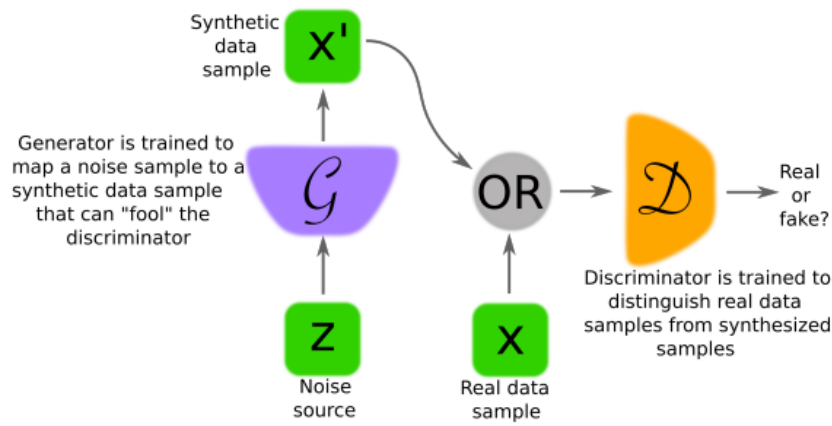 Synthetic
data
sample
x'
Generator is trained to
map a noise sample to a
synthetic data sample
that can "fool" the
discriminator
G
z
Noise
source
OR
x
Real data
sample
D
Real
or
fake?
Discriminator is trained to
distinguish real data
samples from synthesized
samples